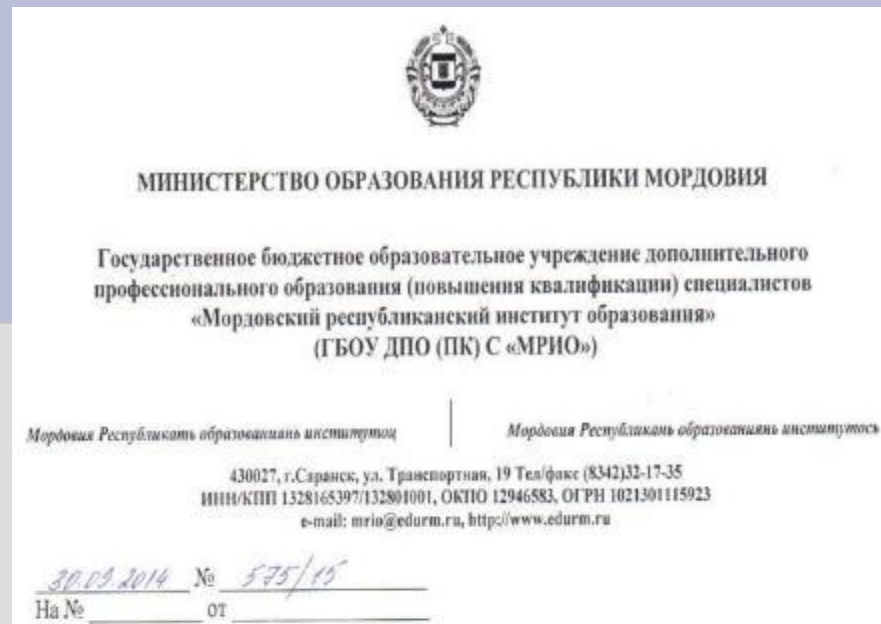 МИНИСТЕРСТВО ОБРАЗОВАНИЯ РЕСПУБЛИКИ МОРДОВИЯ
Государственное бюджетное образовательное учреждение дополнительного
профессионального образования (повышения квалификации) специалистов
«Мордовский республиканский институт образования»
(ГБОУ ДПО (ПК) С «МРИО»)
Мордовия Республикать образованиянь институтоц
Мордовия Республикань образованиянь институтось
430027, г.Саранск, ул. Транспортная, 19 Тел/факс (8342)32-17-35
ИНН/КПП 1328165397/132801001, ОКПО 12946583, ОГРН 1021301115923
e-mail: mrio@edurm.ru, http://www.edurm.ru
30.09.2014 № 575/15
На № от